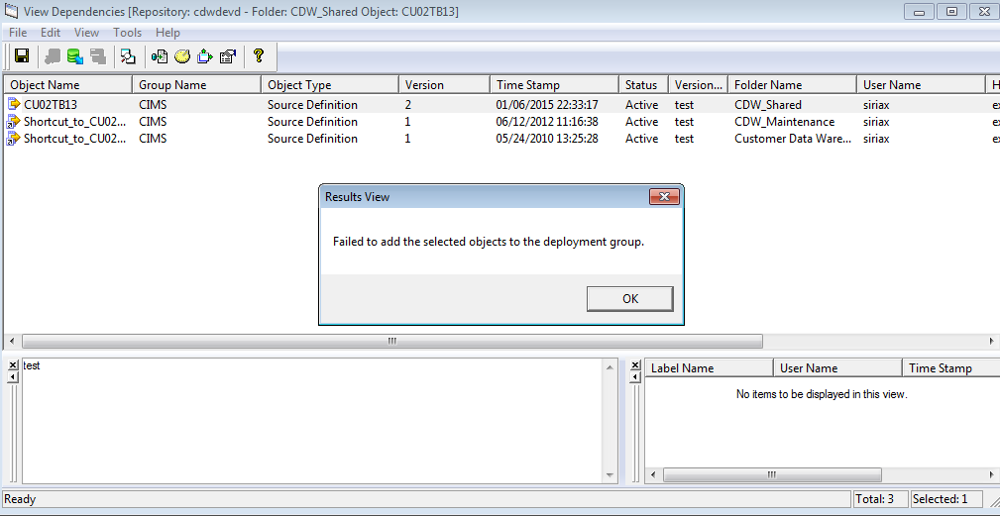 View Dependencies [Repository: cdwdevd - Folder: CDW_Shared Object: CU02TB13]
File Edit View Tools Help
Object Name Group Name Object Type Version Time Stamp Status Version... Folder Name User Name H
CU02TB13 CIMS Source Definition 2 01/06/2015 22:33:17 Active test CDW_Shared siriax e
Shortcut_to_CU02... CIMS Source Definition 1 06/12/2012 11:16:38 Active test CDW_Maintenance siriax e
Shortcut_to_CU02... CIMS Source Definition 1 05/24/2010 13:25:28 Active test Customer Data Ware... siriax e
Results View
Failed to add the selected objects to the deployment group.
OK
test
Label Name User Name Time Stamp
No items to be displayed in this view.
Ready Total: 3 Selected: 1